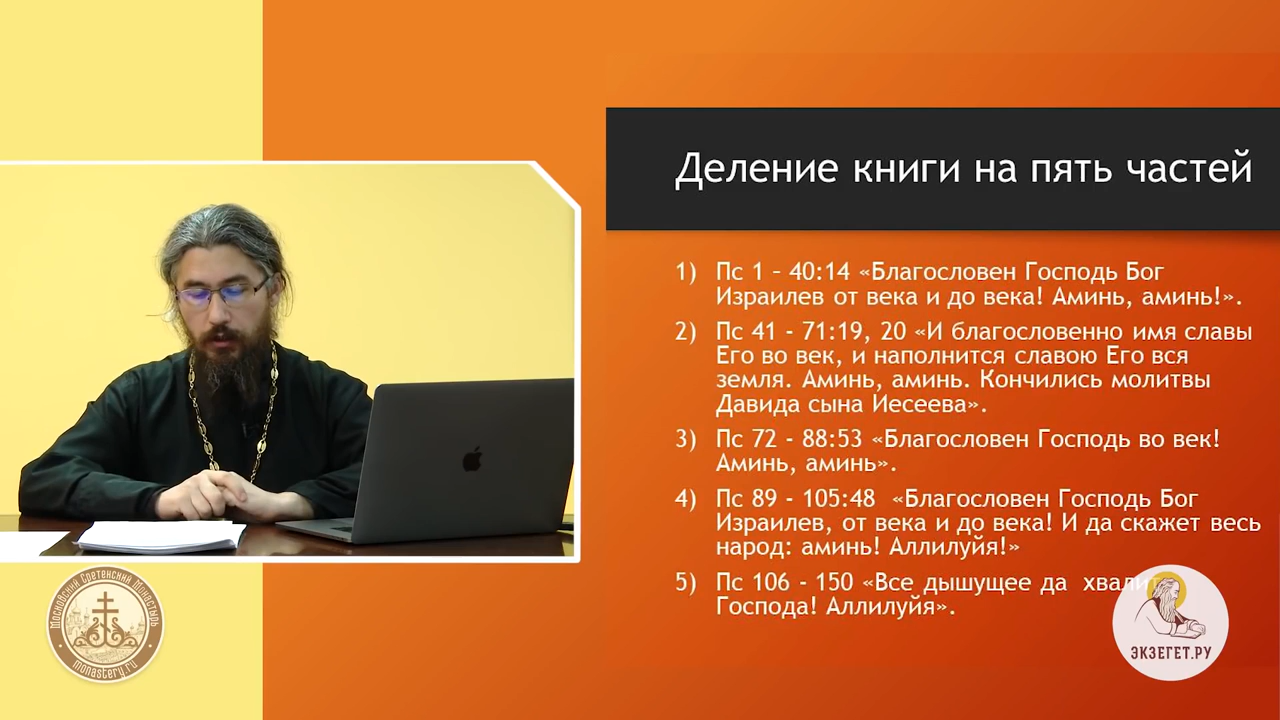 Деление книги на пять частей
1) Пс 1 – 40:14 «Благословен Господь Бог
Израилев от века и до века! Аминь, аминь!».
2) Пс 41 - 71:19, 20 «И благословенно имя славы
Его во век, и наполнится славою Его вся
земля. Аминь, аминь. Кончились молитвы
Давида сына Иесеева».
3) Пс 72 - 88:53 «Благословен Господь во век!
Аминь, аминь».
4) Пс 89 - 105:48 «Благословен Господь Бог
Израилев, от века и до века! И да скажет весь
народ: аминь! Аллилуйя!»
5) Пс 106 - 150 «Все дышущее да хвалит
Господа! Аллилуйя».
Московский Сретенский Монастырь
monastery.ru
ЭКЗЕГЕТ.РУ